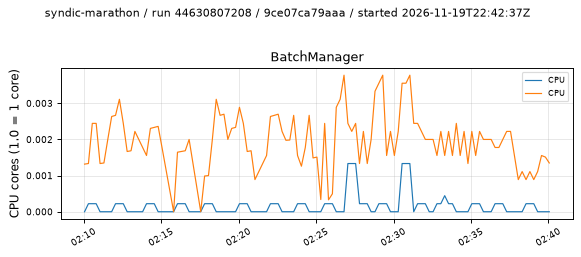 syndic-marathon / run 44630807208 / 9ce07ca79aaa / started 2026-11-19T22:42:37Z
BatchManager
CPU
CPU
CPU cores (1.0 = 1 core)
0.003
0.002
0.001
0.000
02:10
02:15
02:20
02:25
02:30
02:35
02:40